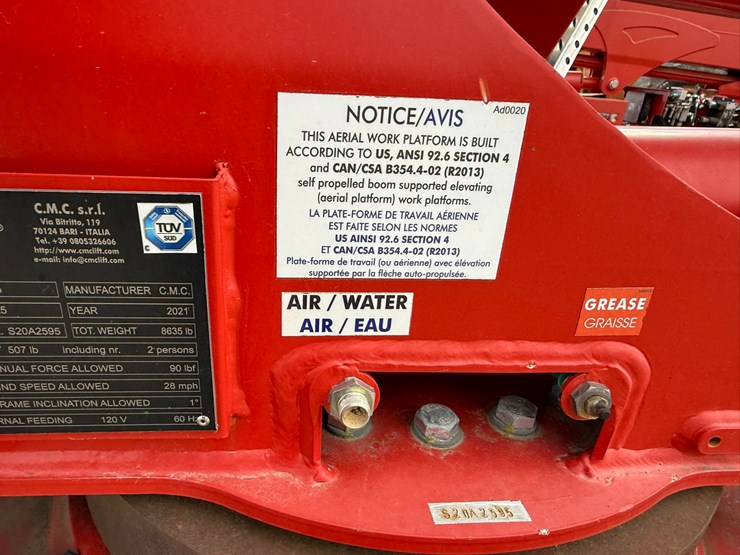 C.M.C. s.r.l.
Via Bitritto, 119
70124 BARI - ITALIA
Tel. +39 0805326606
http://www.cmclift.com
e-mail: info@cmclift.com
TÜV
SÜD
C
MANUFACTURER C.M.C.
5 YEAR 2021
L. S20A2595 TOT. WEIGHT 8635 lb
507 lb including nr. 2 persons
NUAL FORCE ALLOWED 90 lbf
ND SPEED ALLOWED 28 mph
RAME INCLINATION ALLOWED 1°
RNAL FEEDING 120 V 60 Hz
NOTICE/AVIS Ad0020
THIS AERIAL WORK PLATFORM IS BUILT
ACCORDING TO US, ANSI 92.6 SECTION 4
and CAN/CSA B354.4-02 (R2013)
self propelled boom supported elevating
(aerial platform) work platforms.
LA PLATE-FORME DE TRAVAIL AÉRIENNE
EST FAITE SELON LES NORMES
US AINSI 92.6 SECTION 4
ET CAN/CSA B354.4-02 (R2013)
Plate-forme de travail (ou aérienne) avec élévation
supportée par la flèche auto-propulsée.
AIR / WATER
AIR / EAU
GREASE
GRAISSE
S20A2595